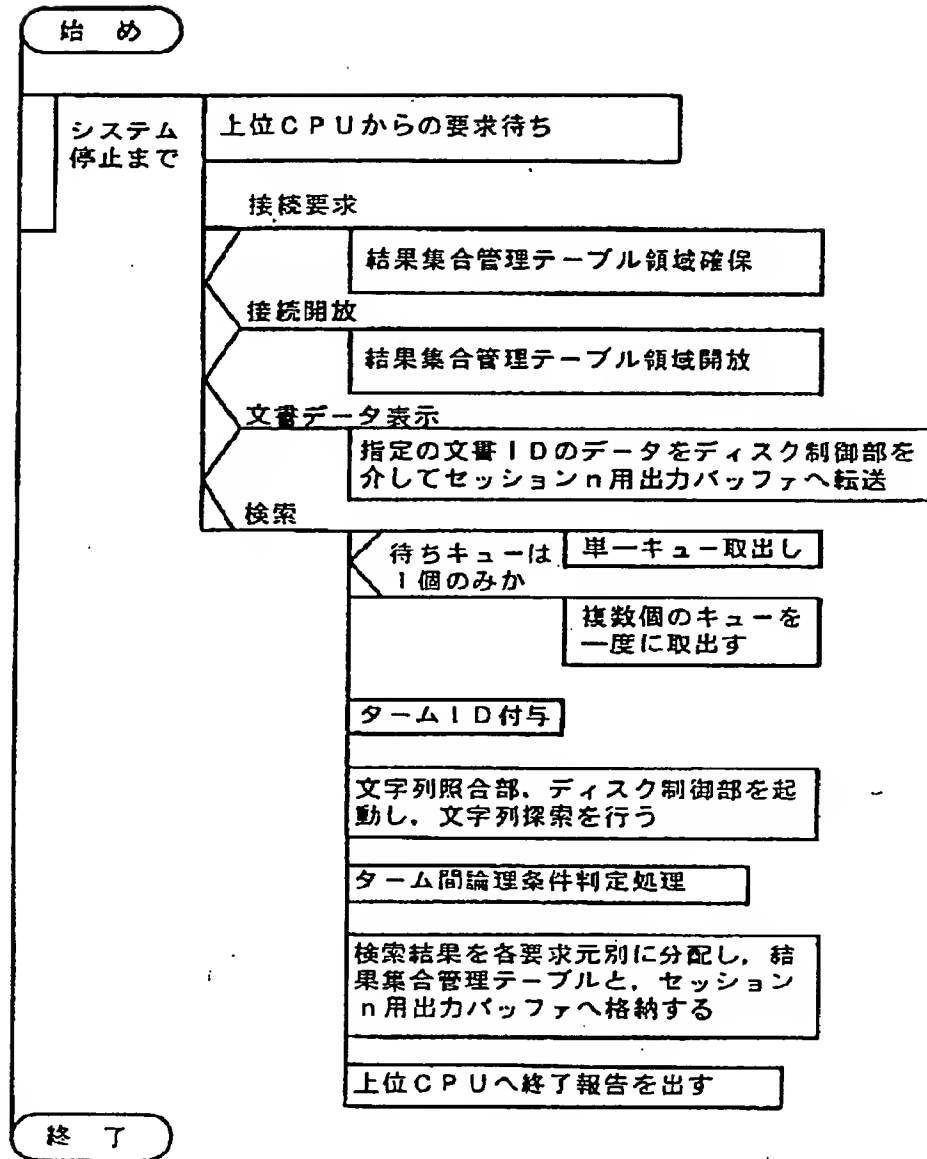 始 め
システム
停止まで
上位CPUからの要求待ち
接続要求
結果集合管理テーブル領域確保
接続開放
結果集合管理テーブル領域開放
文書データ表示
指定の文書IDのデータをディスク制御部を
介してセッションn用出力バッファへ転送
検索
待ちキューは
1個のみか
単一キュー取出し
複数個のキューを
一度に取出す
タームID付与
文字列照合部，ディスク制御部を起
動し，文字列探索を行う
ターム間論理条件判定処理
検索結果を各要求元別に分配し，結
果集合管理テーブルと，セッション
n用出力バッファへ格納する
上位CPUへ終了報告を出す
終 了